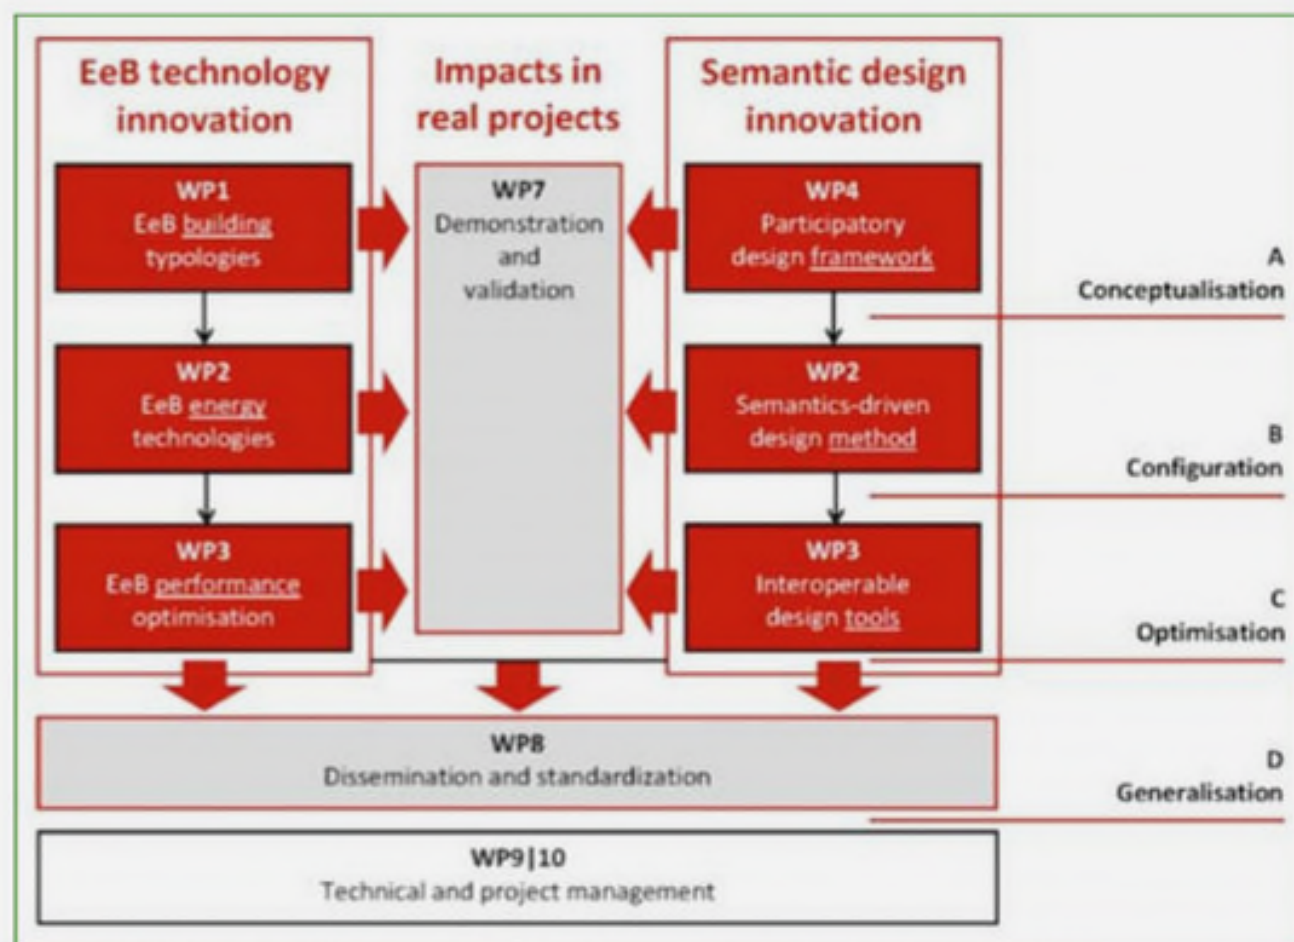 EeB technology
innovation
Impacts in
real projects
Semantic design
innovation
WP1
EeB building
typologies
WP7
Demonstration
and
validation
WP4
Participatory
design framework
A
Conceptualisation
WP2
EeB energy
technologies
WP2
Semantics-driven
design method
B
Configuration
WP3
EeB performance
optimisation
WP3
Interoperable
design tools
C
Optimisation
WP8
Dissemination and standardization
D
Generalisation
WP9|10
Technical and project management